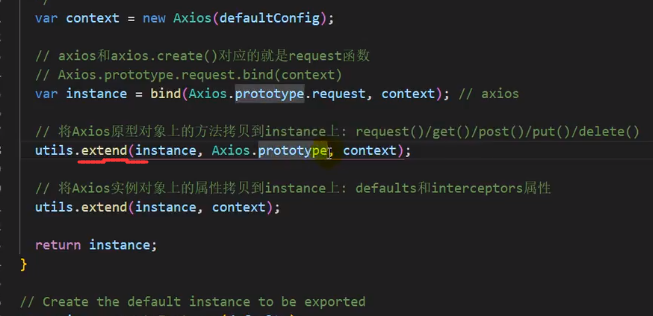 var context = new Axios(defaultConfig);
// axios和axios.create()对应的就是request函数
// Axios.prototype.request.bind(context)
var instance = bind(Axios.prototype.request, context); // axios
// 将Axios原型对象上的方法拷贝到instance上: request()/get()/post()/put()/delete()
utils.extend(instance, Axios.prototype, context);
// 将Axios实例对象上的属性拷贝到instance上: defaults和interceptors属性
utils.extend(instance, context);
return instance;
}
// Create the default instance to be exported